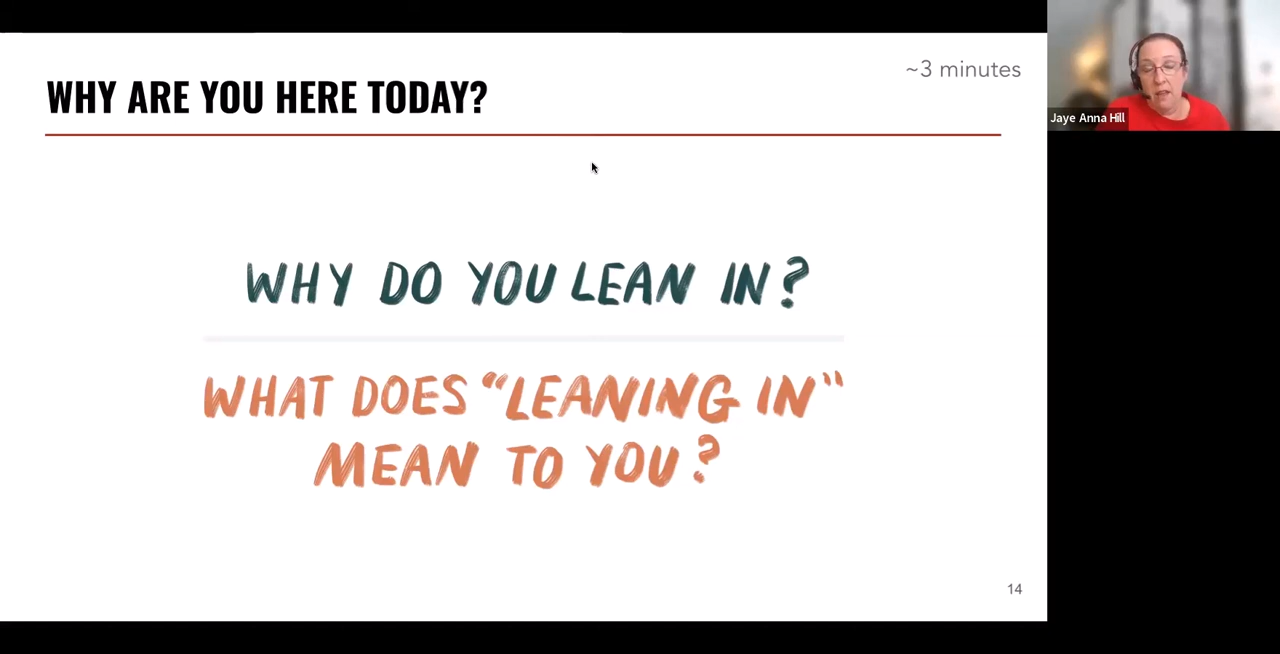 ~3 minutes
WHY ARE YOU HERE TODAY?
Jaye Anna Hill
WHY DO YOU LEAN IN?
WHAT DOES “LEANING IN”
MEAN TO YOU?
14